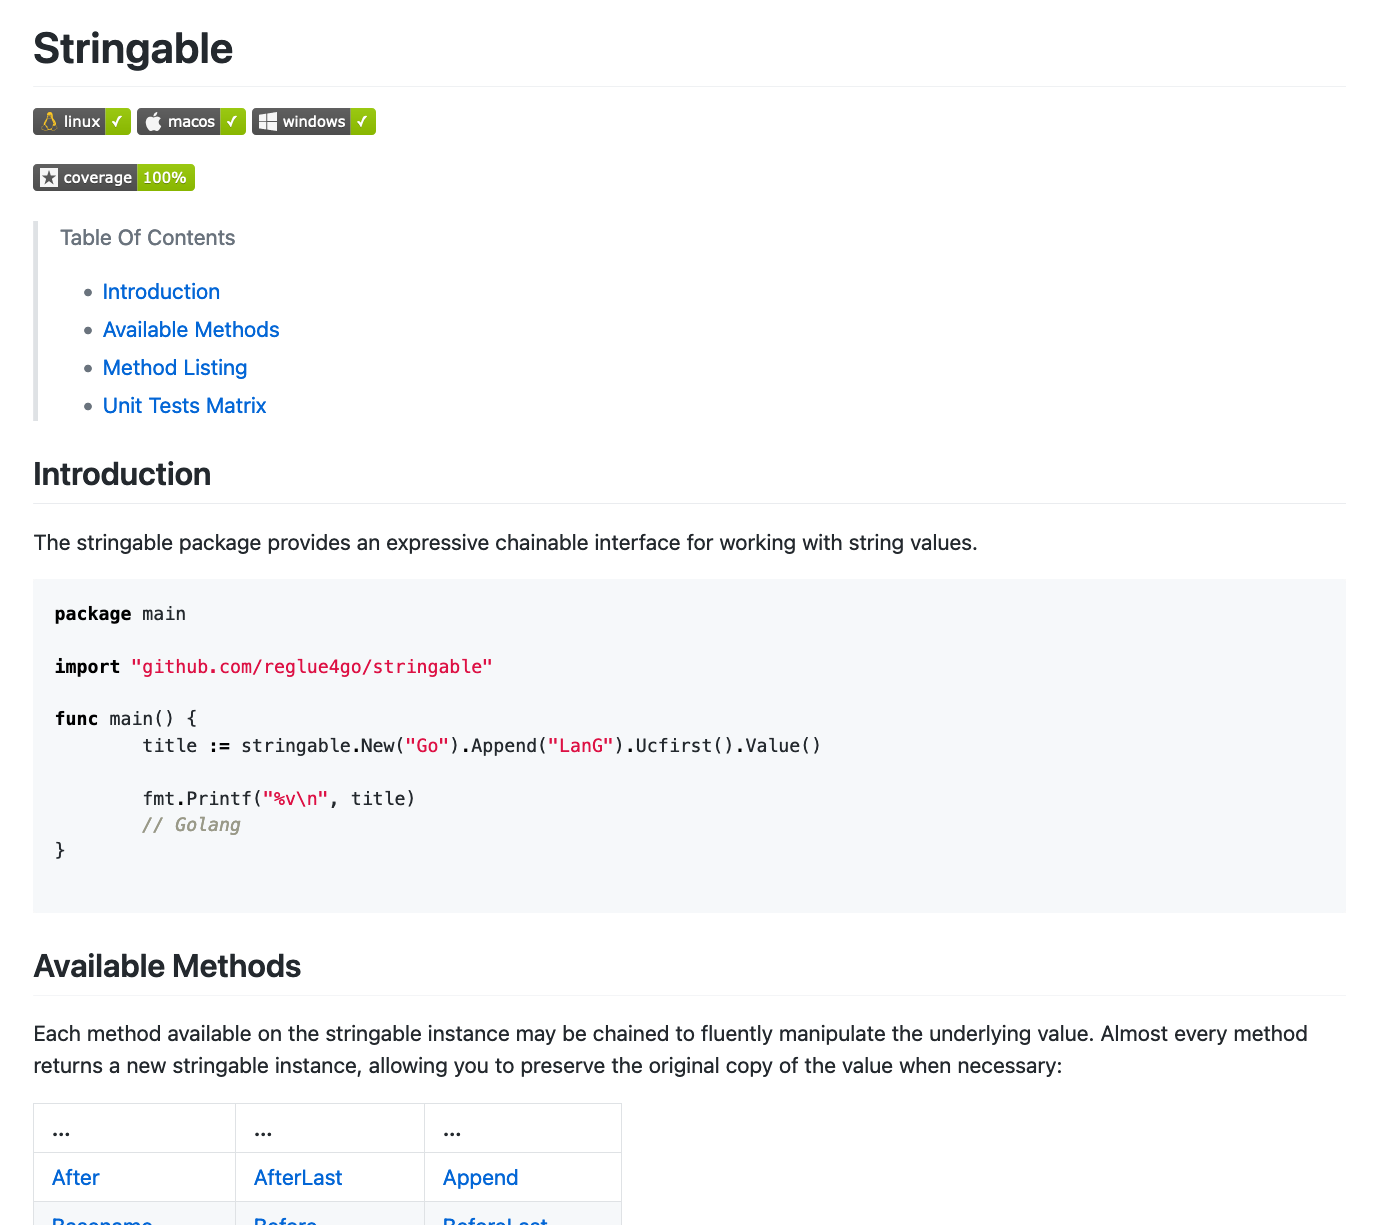 Stringable
linux ✓ macos ✓ windows ✓
coverage 100%
Table Of Contents
Introduction
Available Methods
Method Listing
Unit Tests Matrix
Introduction
The stringable package provides an expressive chainable interface for working with string values.
package main
import "github.com/reglue4go/stringable"
func main() {
title := stringable.New("Go").Append("LanG").Ucfirst().Value()
fmt.Printf("%v\n", title)
// Golang
}
Available Methods
Each method available on the stringable instance may be chained to fluently manipulate the underlying value. Almost every method
returns a new stringable instance, allowing you to preserve the original copy of the value when necessary:
... ... ...
After AfterLast Append
Basename Before BeforeLast